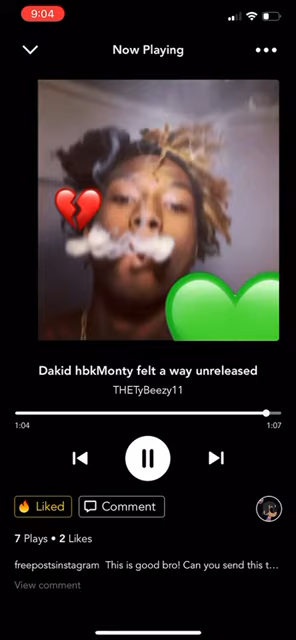 9:04
Now Playing
Dakid hbkMonty felt a way unreleased
THETyBeezy11
1:04
1:07
Liked
Comment
7 Plays • 2 Likes
freepostsinstagram This is good bro! Can you send this t...
View comment